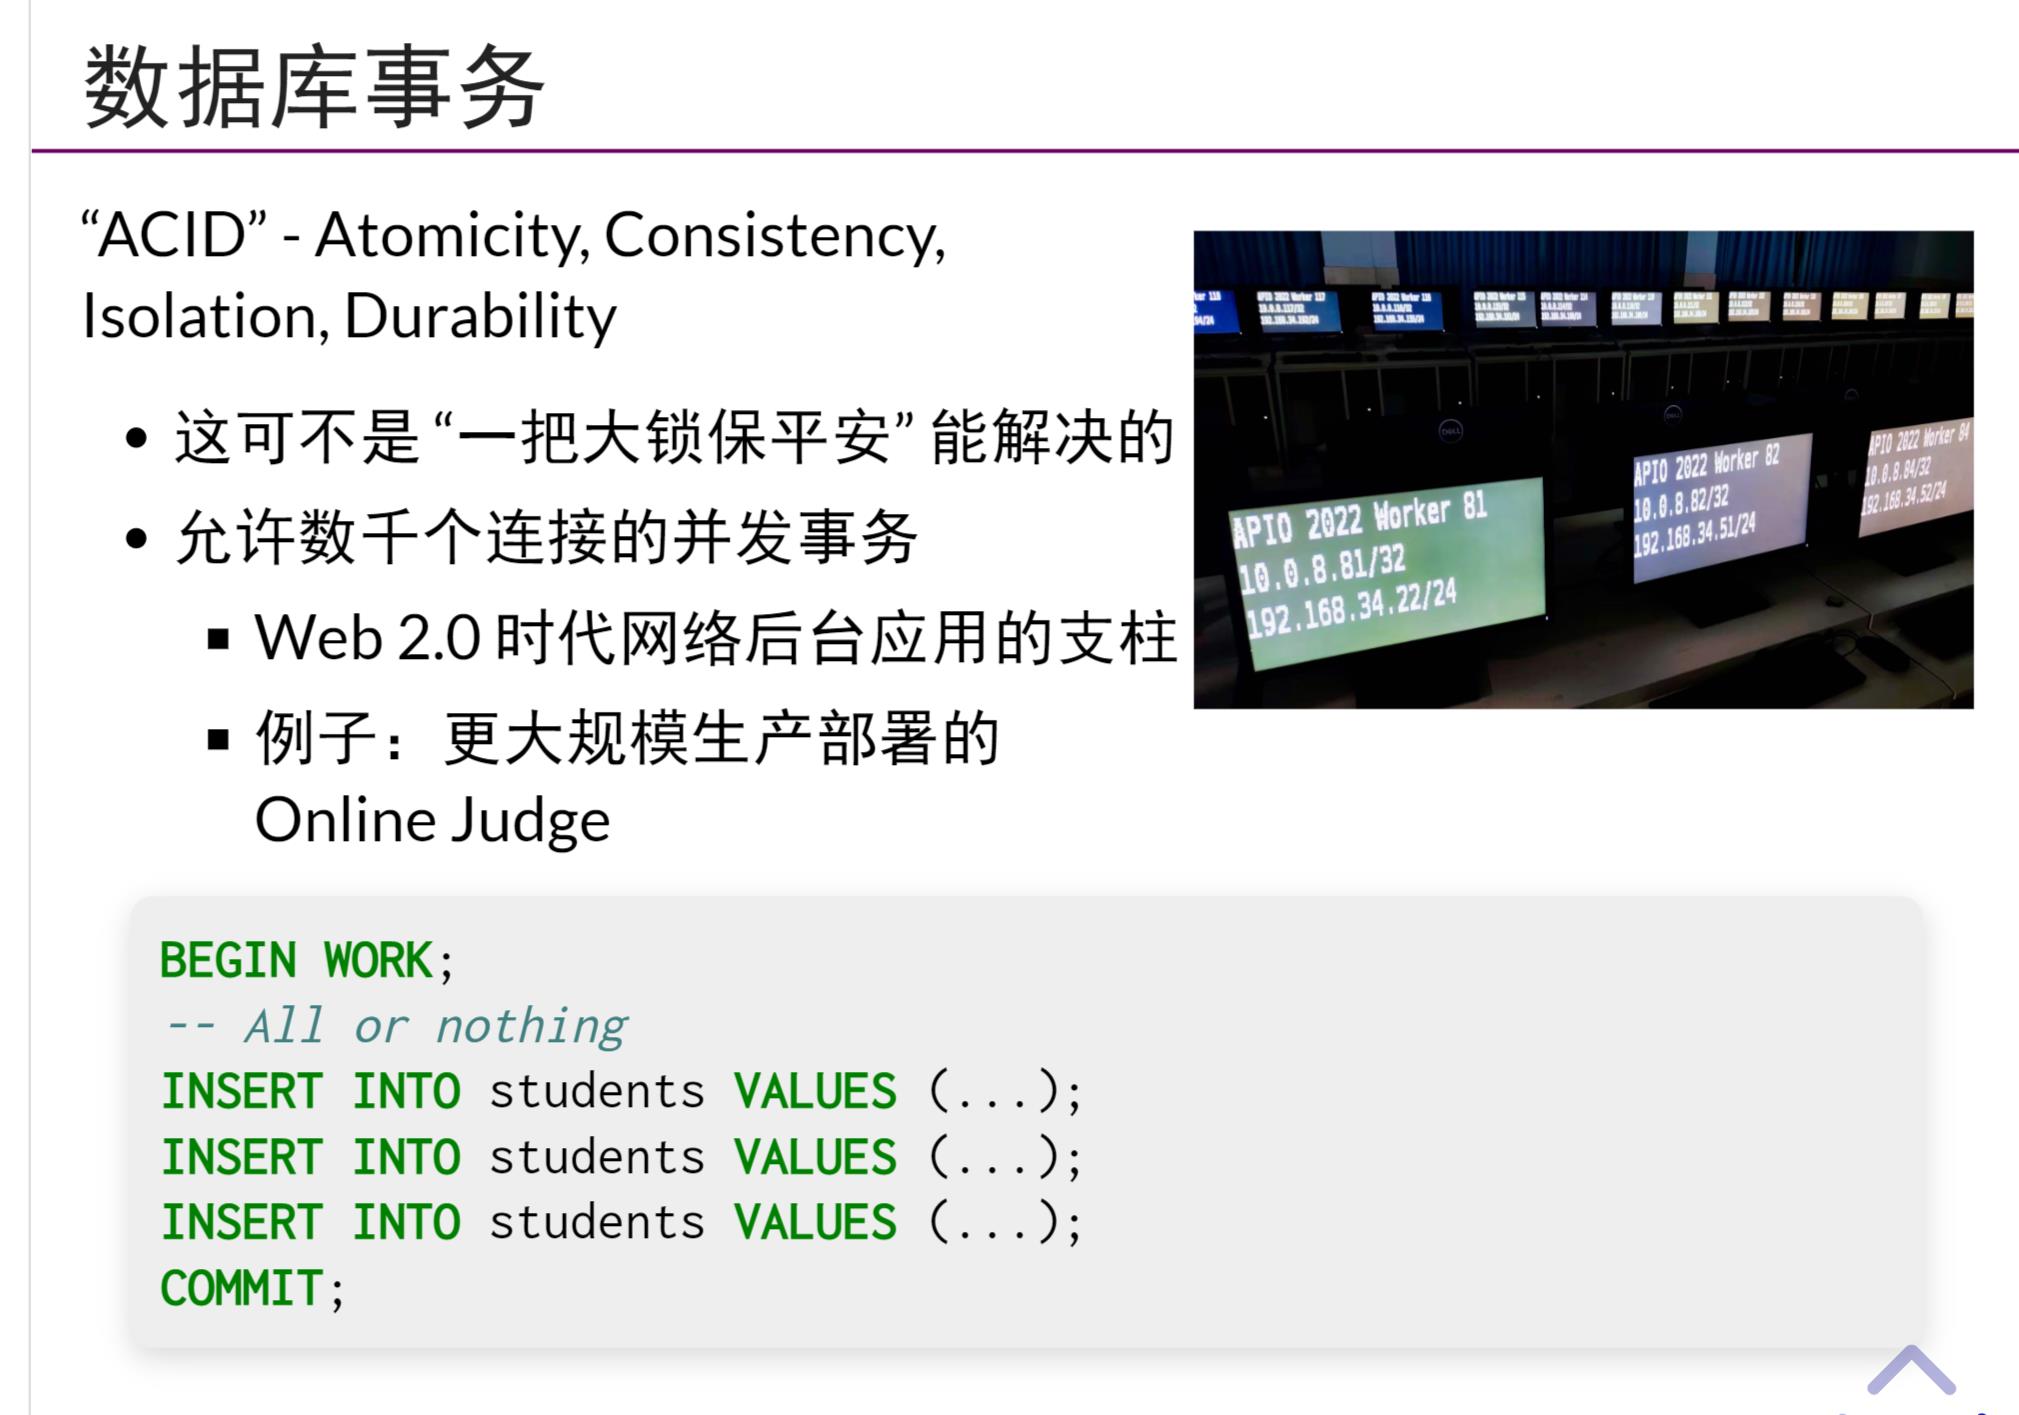 数据库事务
“ACID” - Atomicity, Consistency,
Isolation, Durability
这可不是 “一把大锁保平安” 能解决的
允许数千个连接的并发事务
Web 2.0 时代网络后台应用的支柱
例子：更大规模生产部署的
Online Judge
APIO 2022 Worker 81
10.0.8.81/32
192.168.34.22/24
APIO 2022 Worker 82
10.0.8.82/32
192.168.34.51/24
APIO 2022 Worker 84
10.0.8.84/32
192.168.34.52/24
DELL
BEGIN WORK;
-- All or nothing
INSERT INTO students VALUES (...);
INSERT INTO students VALUES (...);
INSERT INTO students VALUES (...);
COMMIT;